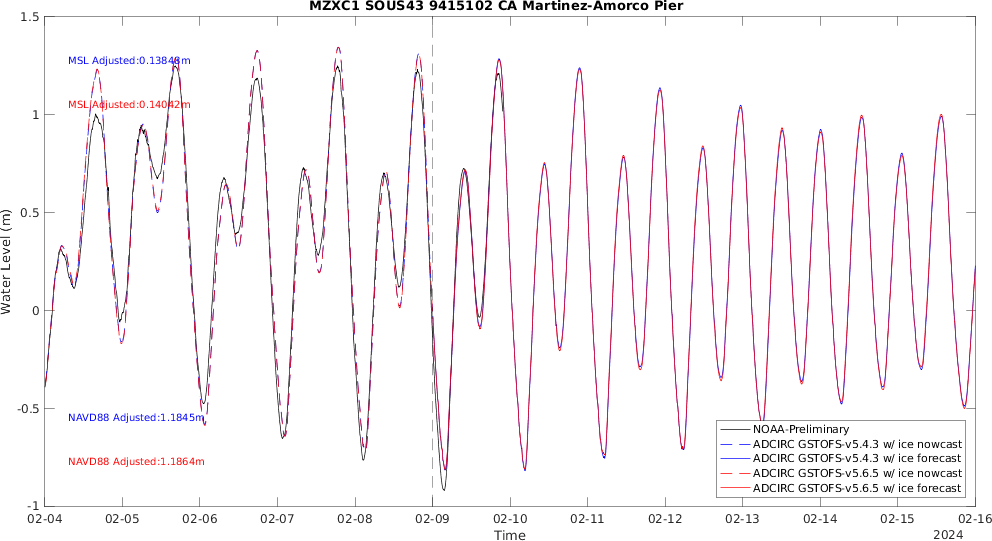 MZXC1 SOUS43 9415102 CA Martinez-Amorco Pier
Water Level (m)
1.5
1
0.5
0
-0.5
-1
MSL Adjusted:0.13848m
MSL Adjusted:0.14042m
NAVD88 Adjusted:1.1845m
NAVD88 Adjusted:1.1864m
NOAA-Preliminary
ADCIRC GSTOFS-v5.4.3 w/ ice nowcast
ADCIRC GSTOFS-v5.4.3 w/ ice forecast
ADCIRC GSTOFS-v5.6.5 w/ ice nowcast
ADCIRC GSTOFS-v5.6.5 w/ ice forecast
02-04 02-05 02-06 02-07 02-08 02-09 02-10 02-11 02-12 02-13 02-14 02-15 02-16
Time
2024